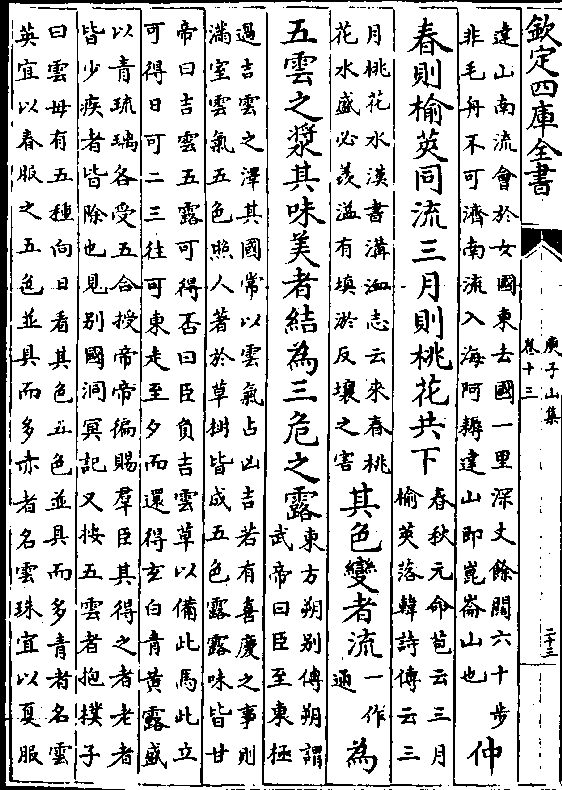 欽定四庫全書
庾子山集
卷十三
二十三
逹山南流會於女國東去國一里深丈餘闊六十步
非毛舟不可濟南流入海阿耨逹山即崑崙山也
仲
春則榆莢同流三月則桃花共下
春秋元命苞云三月
榆莢落韓詩傳云三
月桃花水漢書溝洫志云來春桃
花水盛必羨溢有填淤反壤之害
其色變者流
一作
為
五雲之漿其味美者結為三危之露
東方朔别傳朔謂
武帝曰臣至東極
過吉雲之澤其國常以雲氣占凶吉若有喜慶之事則
滿室雲氣五色照人著於草樹皆成五色露露味皆甘
帝曰吉雲五露可得否曰臣负吉雲草以備此馬此立
可得日可二三往可東走至夕而還得玄白青黄露盛
以青琉璃各受五合授帝帝徧賜羣臣其得之者老者
皆少疾者皆除也見别國洞冥記又按五雲者抱樸子
曰雲母有五種向日看其色五色並具而多青者名雲
英宜以春服之五色並具而多赤者名雲珠宜以夏服